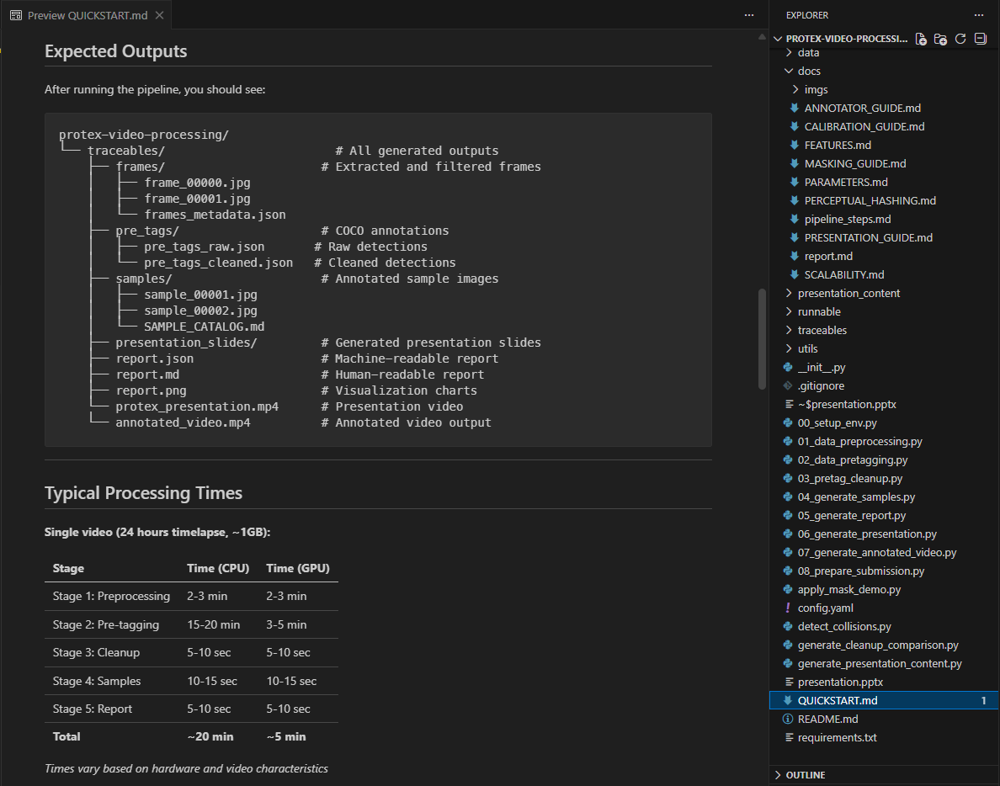 Preview QUICKSTART.md
Expected Outputs
After running the pipeline, you should see:
protex-video-processing/
└── traceables/ # All generated outputs
├── frames/ # Extracted and filtered frames
│ ├── frame_00000.jpg
│ ├── frame_00001.jpg
│ └── frames_metadata.json
├── pre_tags/ # COCO annotations
│ ├── pre_tags_raw.json # Raw detections
│ └── pre_tags_cleaned.json # Cleaned detections
├── samples/ # Annotated sample images
│ ├── sample_00001.jpg
│ ├── sample_00002.jpg
│ └── SAMPLE_CATALOG.md
├── presentation_slides/ # Generated presentation slides
├── report.json # Machine-readable report
├── report.md # Human-readable report
├── report.png # Visualization charts
└── protex_presentation.mp4 # Presentation video
└── annotated_video.mp4 # Annotated video output
Typical Processing Times
Single video (24 hours timelapse, ~1GB):
Stage Time (CPU) Time (GPU)
Stage 1: Preprocessing 2-3 min 2-3 min
Stage 2: Pre-tagging 15-20 min 3-5 min
Stage 3: Cleanup 5-10 sec 5-10 sec
Stage 4: Samples 10-15 sec 10-15 sec
Stage 5: Report 5-10 sec 5-10 sec
Total ~20 min ~5 min
Times vary based on hardware and video characteristics
EXPLORER
PROTEX-VIDEO-PROCESSI...
data
docs
imgs
ANNOTATOR_GUIDE.md
CALIBRATION_GUIDE.md
FEATURES.md
MASKING_GUIDE.md
PARAMETERS.md
PERCEPTUAL_HASHING.md
pipeline_steps.md
PRESENTATION_GUIDE.md
report.md
SCALABILITY.md
presentation_content
runnable
traceables
utils
__init__.py
.gitignore
~$presentation.pptx
00_setup_env.py
01_data_preprocessing.py
02_data_pretagging.py
03_pretag_cleanup.py
04_generate_samples.py
05_generate_report.py
06_generate_presentation.py
07_generate_annotated_video.py
08_prepare_submission.py
apply_mask_demo.py
config.yaml
detect_collisions.py
generate_cleanup_comparison.py
generate_presentation_content.py
presentation.pptx
QUICKSTART.md 1
README.md
requirements.txt
OUTLINE